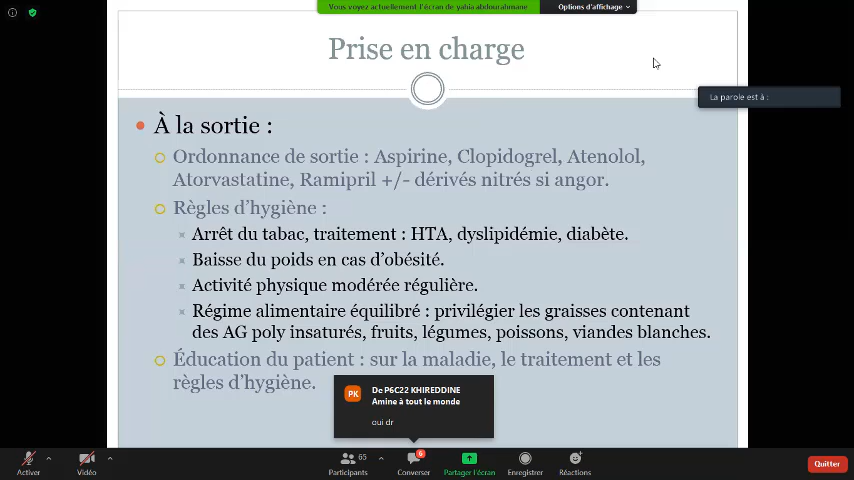 Vous voyez actuellement l'écran de yahia abdourahmane
Options d'affichage
Prise en charge
La parole est à :
À la sortie :
Ordonnance de sortie : Aspirine, Clopidogrel, Atenolol,
Atorvastatine, Ramipril +/- dérivés nitrés si angor.
Règles d'hygiène :
Arrêt du tabac, traitement : HTA, dyslipidémie, diabète.
Baisse du poids en cas d'obésité.
Activité physique modérée régulière.
Régime alimentaire équilibré : privilégier les graisses contenant
des AG poly insaturés, fruits, légumes, poissons, viandes blanches.
Éducation du patient : sur la maladie, le traitement et les
règles d'hygiène.
PK
De P6C22 KHIREDDINE
Amine à tout le monde
oui dr
Activer
Vidéo
65
Participants
6
Converser
Partager l'écran
Enregistrer
Réactions
Quitter